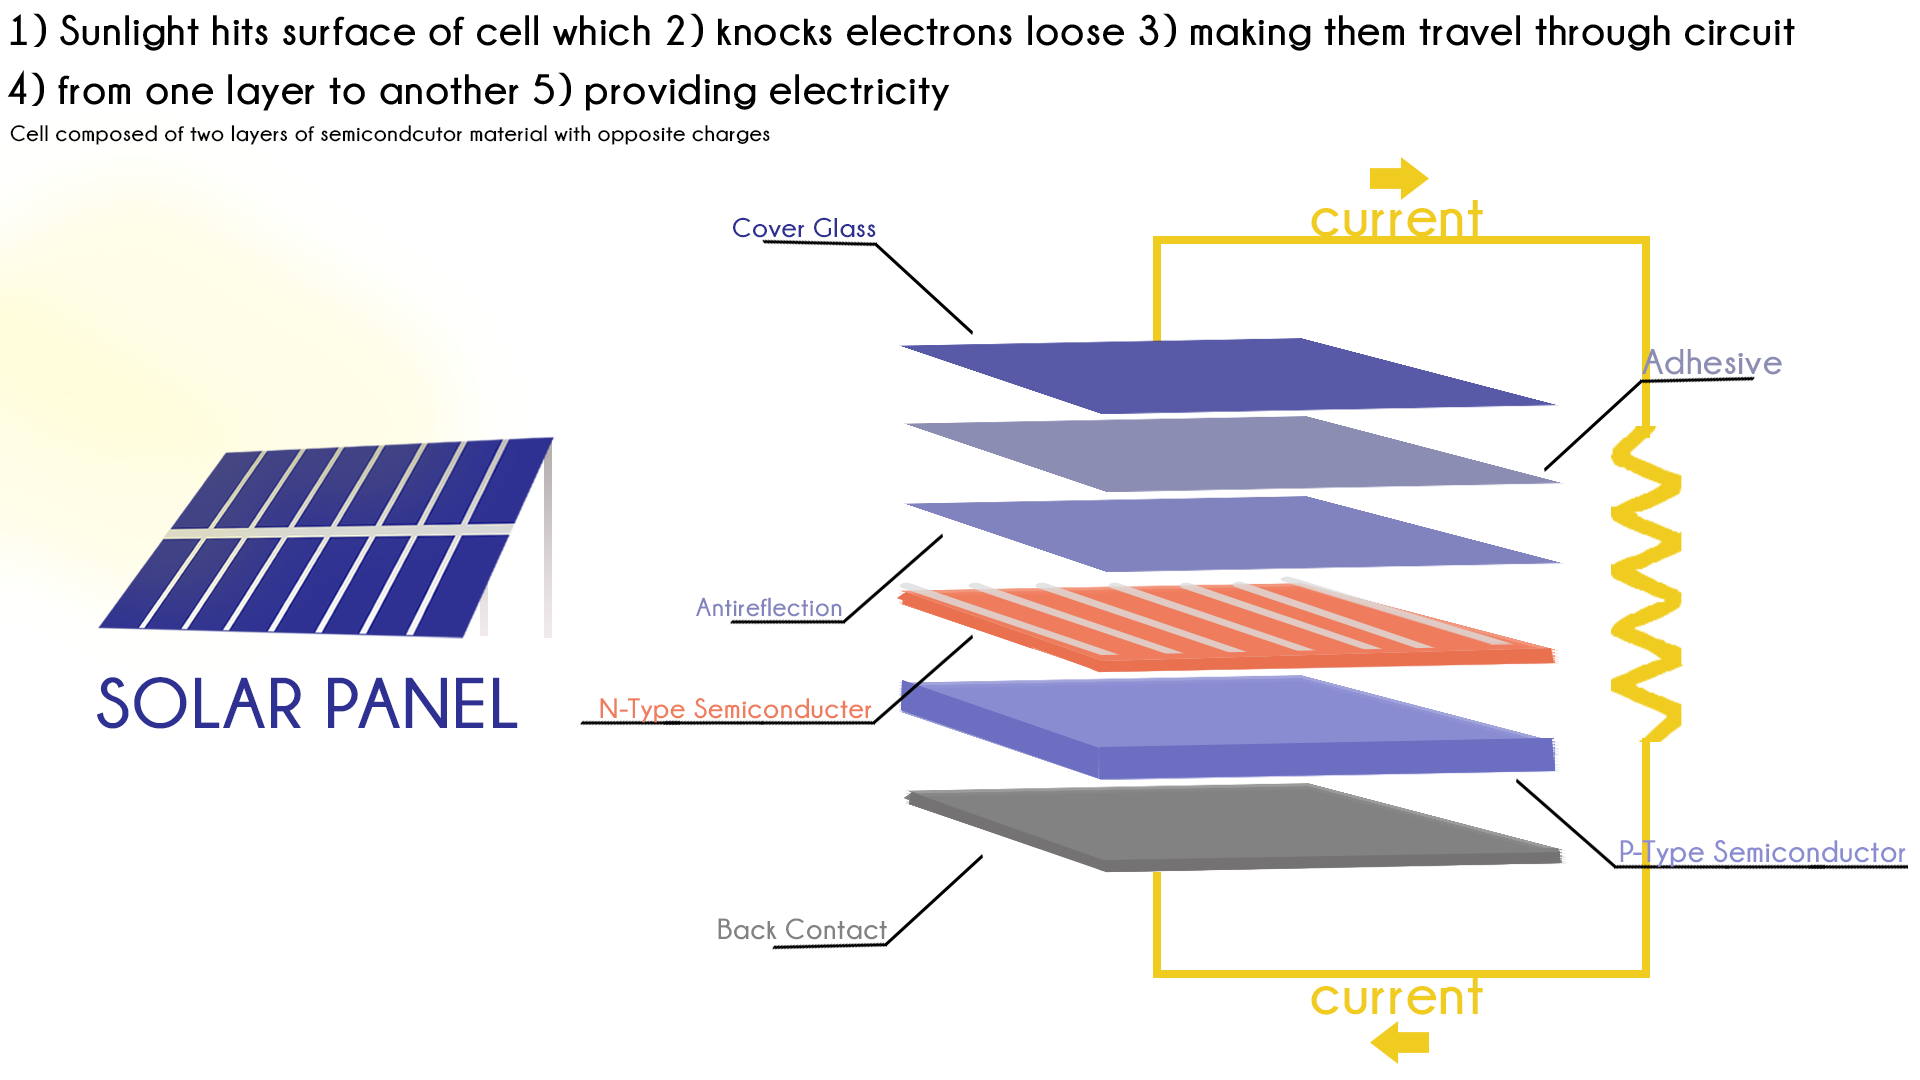 1) Sunlight hits surface of cell which 2) knocks electrons loose 3) making them travel through circuit
4) from one layer to another 5) providing electricity
Cell composed of two layers of semicondcutor material with opposite charges
current
Cover Glass
Adhesive
Antireflection
N-Type Semiconducter
SOLAR PANEL
P-Type Semiconductor
Back Contact
current